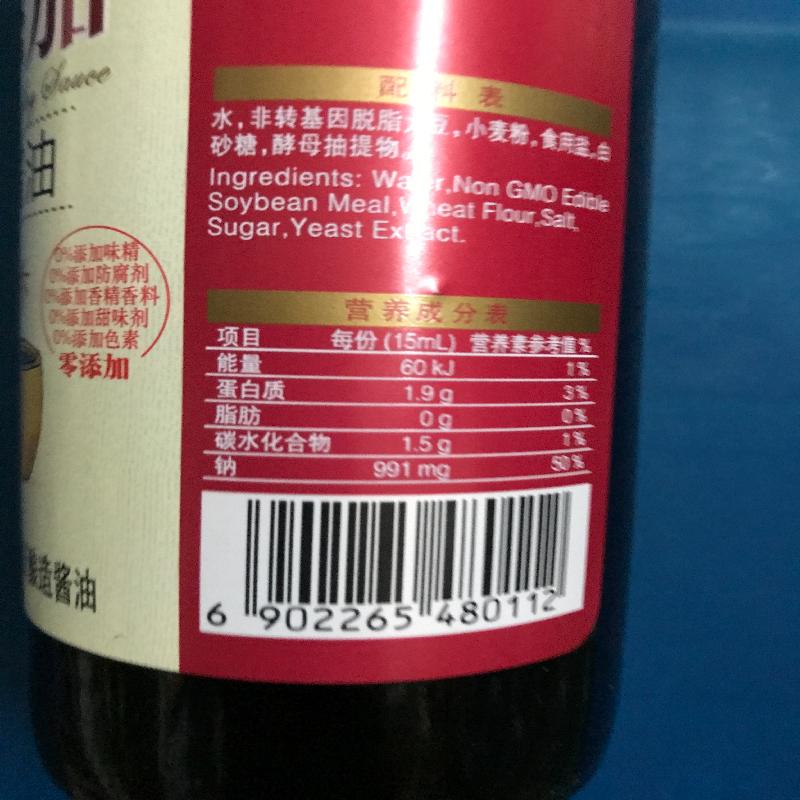 加
Sauce
油
0%添加味精
0%添加防腐剂
0%添加香精香料
0%添加甜味剂
0%添加色素
零添加
酿造酱油
配料表
水,非转基因脱脂大豆,小麦粉,食用盐,白
砂糖,酵母抽提物
Ingredients: Water,Non GMO Edible
Soybean Meal,Wheat Flour,Salt,
Sugar,Yeast Extract.
营养成分表
项目 每份 (15mL) 营养素参考值%
能量 60 kJ 1%
蛋白质 1.9 g 3%
脂肪 0 g 0%
碳水化合物 1.5 g 1%
钠 991 mg 50%
6 902265 480112